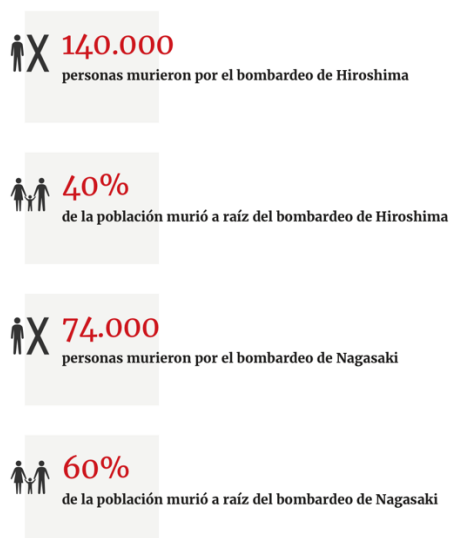 140.000
personas murieron por el bombardeo de Hiroshima
40%
de la población murió a raíz del bombardeo de Hiroshima
74.000
personas murieron por el bombardeo de Nagasaki
60%
de la población murió a raíz del bombardeo de Nagasaki